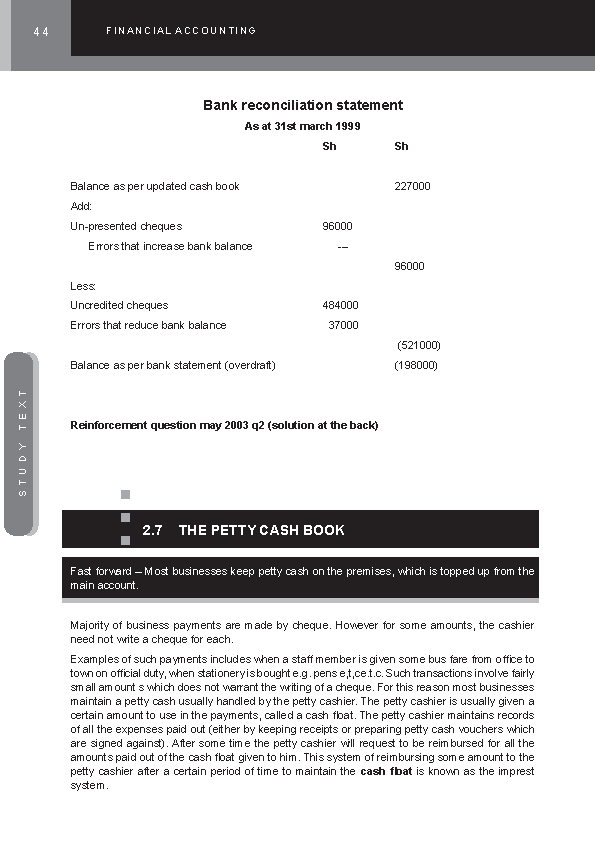 44
FINANCIAL ACCOUNTING
Bank reconciliation statement
As at 31st march 1999
Sh Sh
Balance as per updated cash book 227000
Add:
Un-presented cheques 96000
Errors that increase bank balance ---
96000
Less:
Uncredited cheques 484000
Errors that reduce bank balance 37000
(521000)
Balance as per bank statement (overdraft) (198000)
STUDY TEXT
Reinforcement question may 2003 q2 (solution at the back)
2.7 THE PETTY CASH BOOK
Fast forward – Most businesses keep petty cash on the premises, which is topped up from the
main account.
Majority of business payments are made by cheque. However for some amounts, the cashier
need not write a cheque for each.
Examples of such payments includes when a staff member is given some bus fare from office to
town on official duty, when stationery is bought e.g. pens e,t,ce.t.c. Such transactions involve fairly
small amount s which does not warrant the writing of a cheque. For this reason most businesses
maintain a petty cash usually handled by the petty cashier. The petty cashier is usually given a
certain amount to use in the payments, called a cash float. The petty cashier maintains records
of all the expenses paid out (either by keeping receipts or preparing petty cash vouchers which
are signed against). After some time the petty cashier will request to be reimbursed for all the
amounts paid out of the cash float given to him. This system of reimbursing some amount to the
petty cashier after a certain period of time to maintain the cash float is known as the imprest
system.